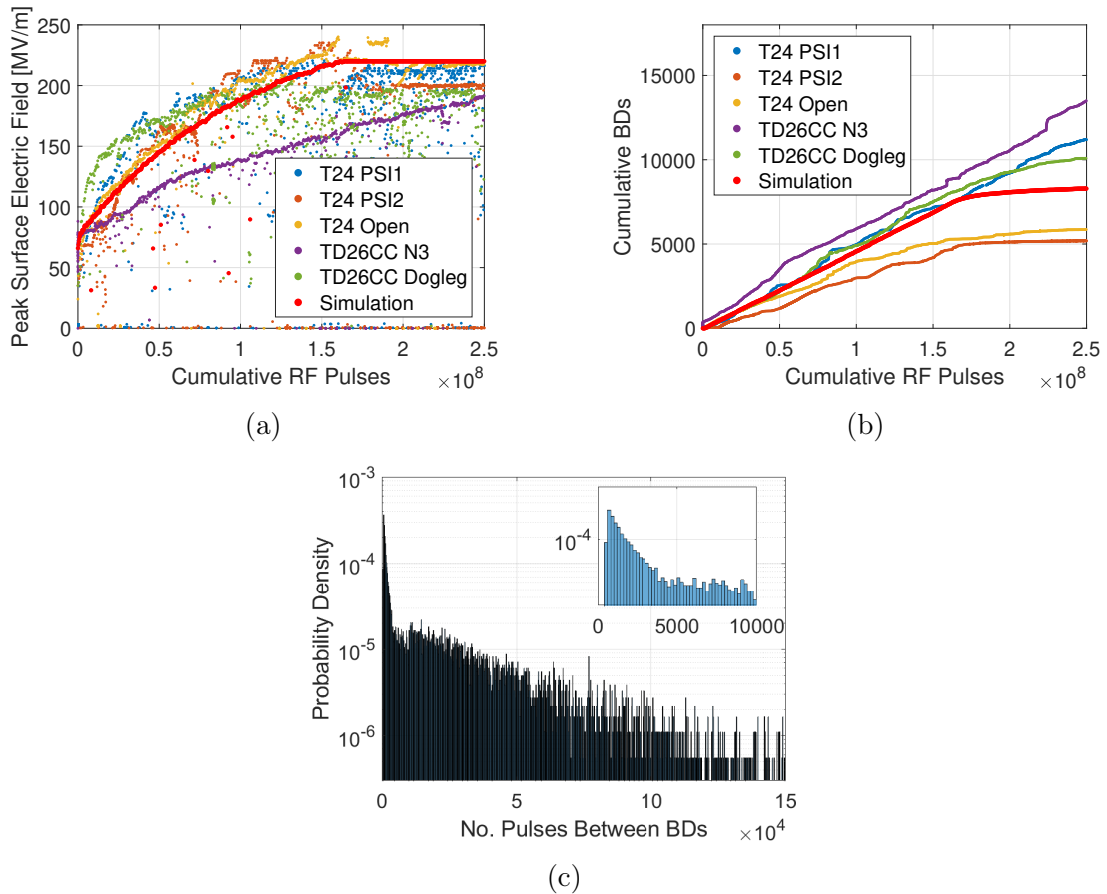 Peak Surface Electric Field [MV/m]
250
200
150
100
50
0
T24 PSI1
T24 PSI2
T24 Open
TD26CC N3
TD26CC Dogleg
Simulation
0 0.5 1 1.5 2 2.5
Cumulative RF Pulses ×10^8
(a)
Cumulative BDs
15000
10000
5000
0
T24 PSI1
T24 PSI2
T24 Open
TD26CC N3
TD26CC Dogleg
Simulation
0 0.5 1 1.5 2 2.5
Cumulative RF Pulses ×10^8
(b)
Probability Density
10^-3
10^-4
10^-5
10^-6
10^-4
0 5000 10000
0 5 10 15
No. Pulses Between BDs ×10^4
(c)